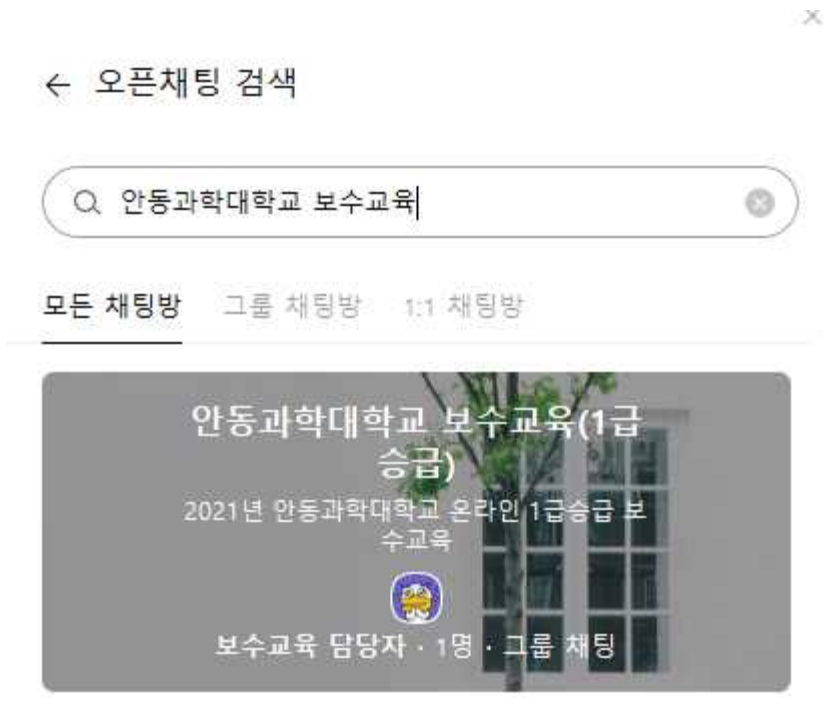 ← 오픈채팅 검색
안동과학대학교 보수교육
모든 채팅방 그룹 채팅방 1:1 채팅방
안동과학대학교 보수교육(1급
승급)
2021년 안동과학대학교 온라인 1급승급 보
수교육
보수교육 담당자 · 1명 · 그룹 채팅